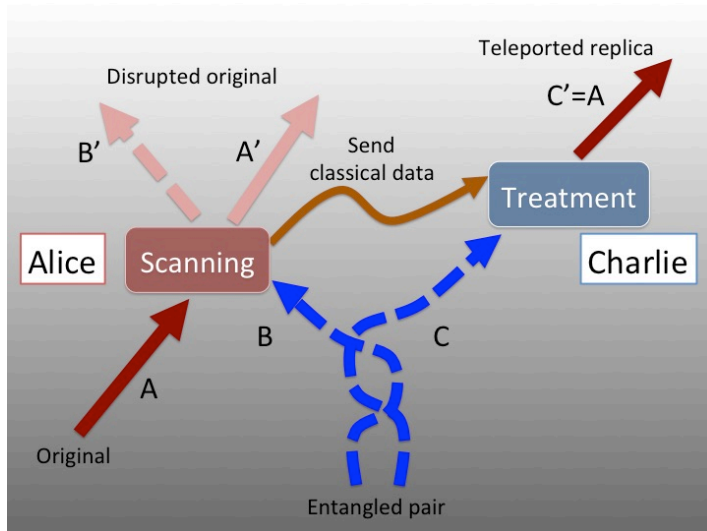 Teleported replica
Disrupted original
C’=A
B’
A’
Send
classical data
Treatment
Alice
Scanning
Charlie
B
C
A
Original
Entangled pair